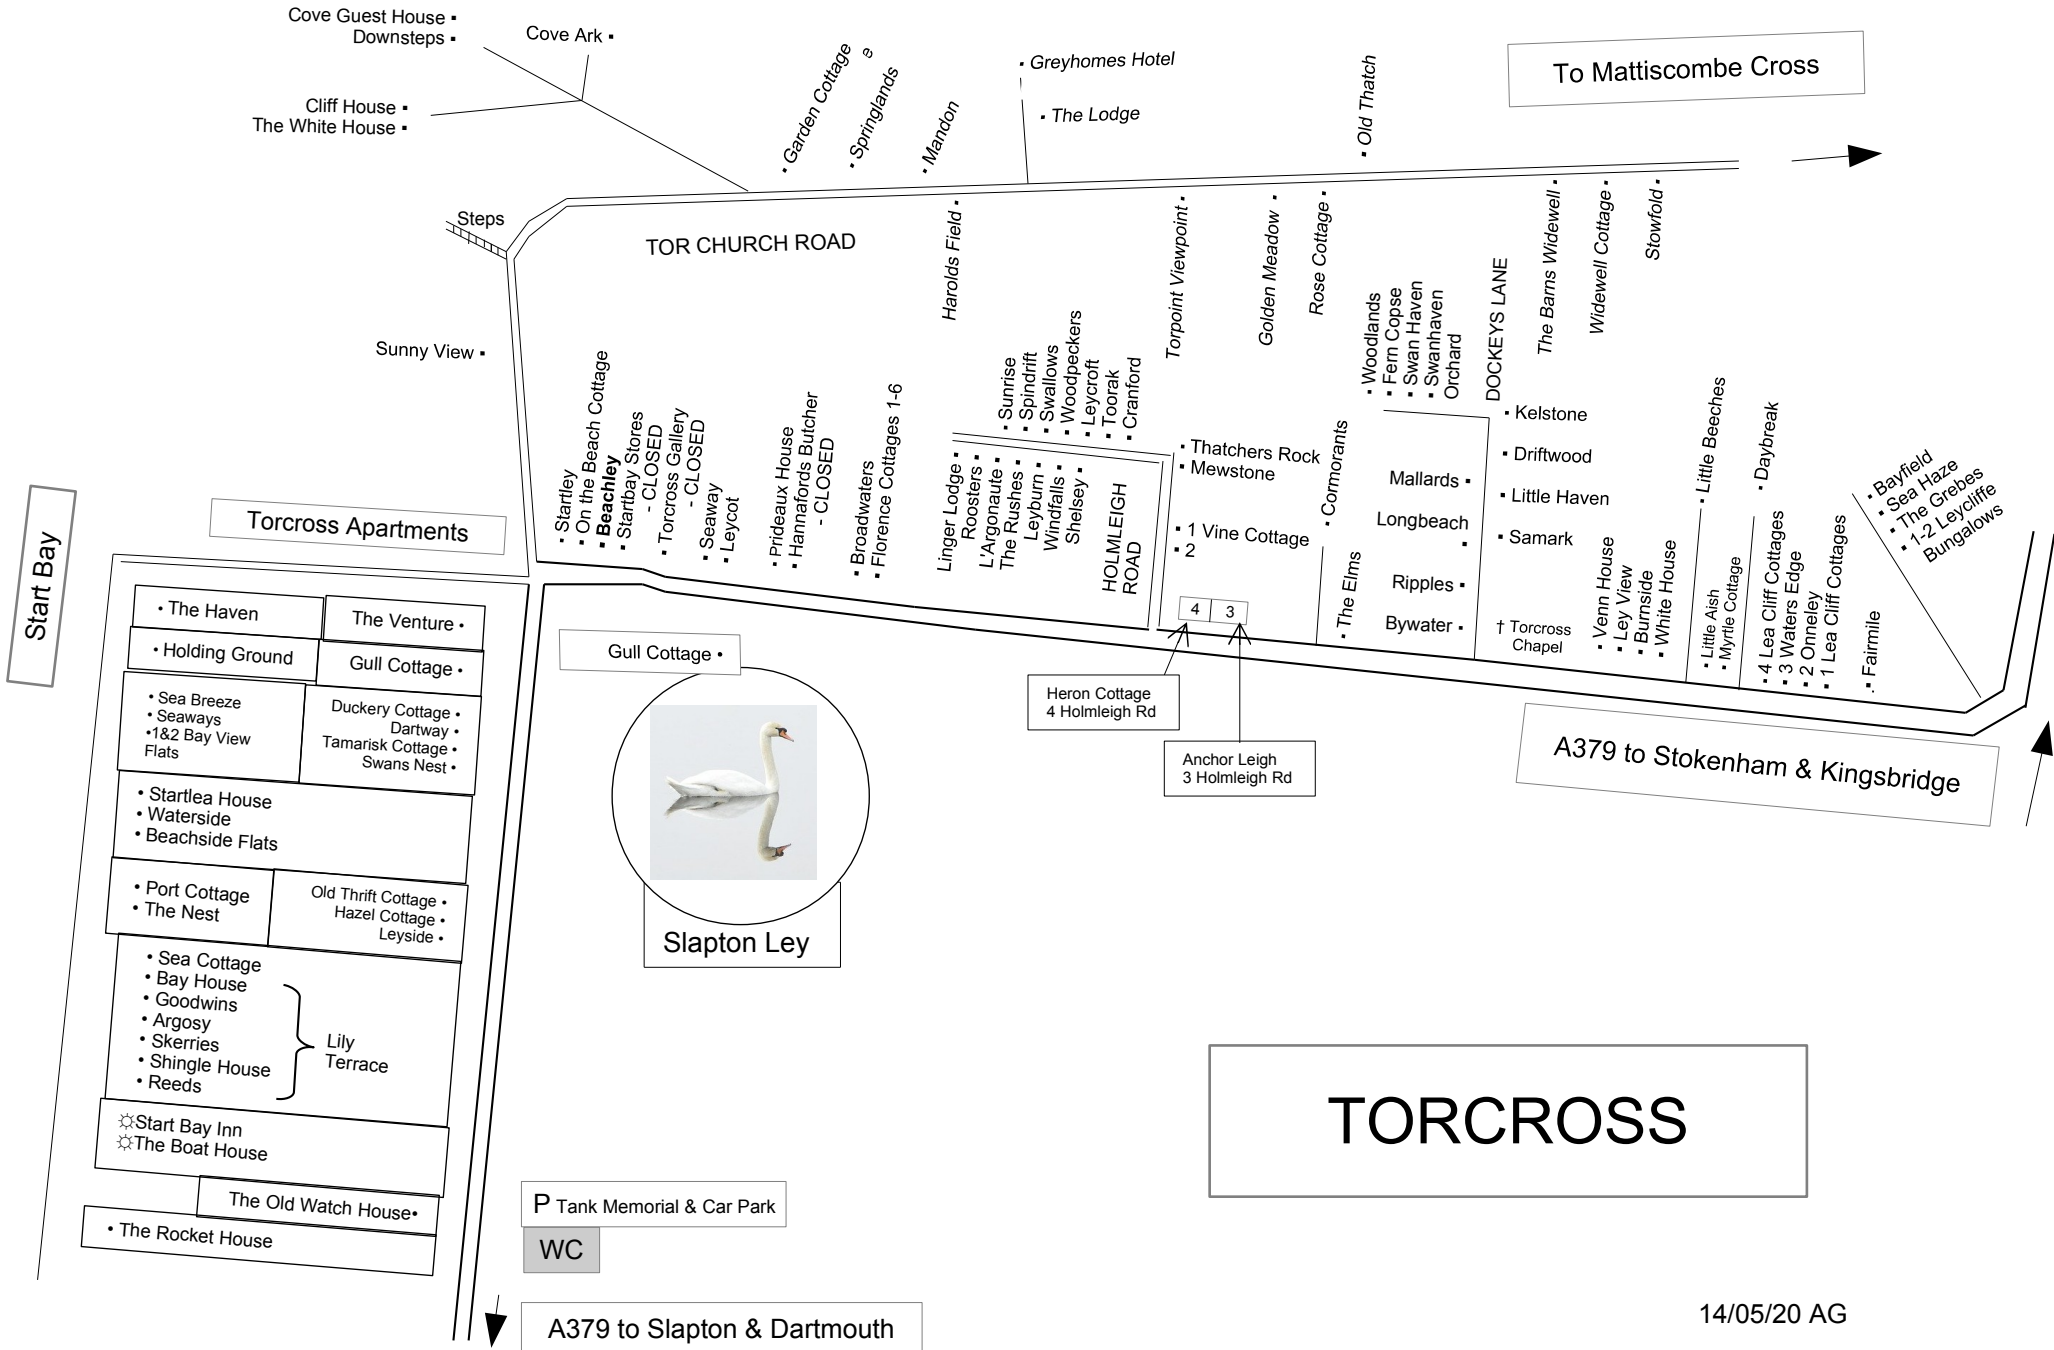 Cove Guest House ▪
Downsteps ▪
Cove Ark ▪
Cliff House ▪
The White House ▪
▪ Garden Cottage
e
▪ Springlands
▪ Mandon
▪ Greyhomes Hotel
▪ The Lodge
▪ Old Thatch
To Mattiscombe Cross
Steps
TOR CHURCH ROAD
Sunny View ▪
Harolds Field ▪
Torpoint Viewpoint ▪
Golden Meadow ▪
Rose Cottage ▪
The Barns Widewell ▪
Widewell Cottage ▪
Stowfold ▪
▪ Startley
▪ On the Beach Cottage
▪ Beachley
▪ Startbay Stores
- CLOSED
▪ Torcross Gallery
- CLOSED
▪ Seaway
▪ Leycot
▪ Prideaux House
▪ Hannafords Butcher
- CLOSED
▪ Broadwaters
▪ Florence Cottages 1-6
▪ Sunrise
▪ Spindrift
▪ Swallows
▪ Woodpeckers
▪ Leycroft
▪ Toorak
▪ Cranford
Linger Lodge ▪
Roosters ▪
L'Argonaute ▪
The Rushes ▪
Leyburn ▪
Windfalls ▪
Shelsey ▪
HOLMLEIGH
ROAD
▪ Thatchers Rock
▪ Mewstone
▪ 1 Vine Cottage
▪ 2
4
3
Heron Cottage
4 Holmleigh Rd
Anchor Leigh
3 Holmleigh Rd
▪ Cormorants
▪ The Elms
▪ Woodlands
▪ Fern Copse
▪ Swan Haven
▪ Swanhaven
Orchard
DOCKEYS LANE
Mallards ▪
Longbeach
▪
Ripples ▪
Bywater ▪
▪ Kelstone
▪ Driftwood
▪ Little Haven
▪ Samark
† Torcross
Chapel
▪ Venn House
▪ Ley View
▪ Burnside
▪ White House
▪ Little Beeches
▪ Little Aish
▪ Myrtle Cottage
▪ Daybreak
▪ 4 Lea Cliff Cottages
▪ 3 Waters Edge
▪ 2 Onneley
▪ 1 Lea Cliff Cottages
▪ Fairmile
▪ Bayfield
▪ Sea Haze
▪ The Grebes
▪ 1-2 Leycliffe
Bungalows
A379 to Stokenham & Kingsbridge
Start Bay
Torcross Apartments
• The Haven
The Venture •
• Holding Ground
Gull Cottage •
• Sea Breeze
• Seaways
•1&2 Bay View
Flats
Duckery Cottage •
Dartway •
Tamarisk Cottage •
Swans Nest •
• Startlea House
• Waterside
• Beachside Flats
• Port Cottage
• The Nest
Old Thrift Cottage •
Hazel Cottage •
Leyside •
• Sea Cottage
• Bay House
• Goodwins
• Argosy
• Skerries
• Shingle House
• Reeds
Lily
Terrace
☼Start Bay Inn
☼The Boat House
The Old Watch House•
• The Rocket House
Gull Cottage •
Slapton Ley
P Tank Memorial & Car Park
WC
A379 to Slapton & Dartmouth
TORCROSS
14/05/20 AG